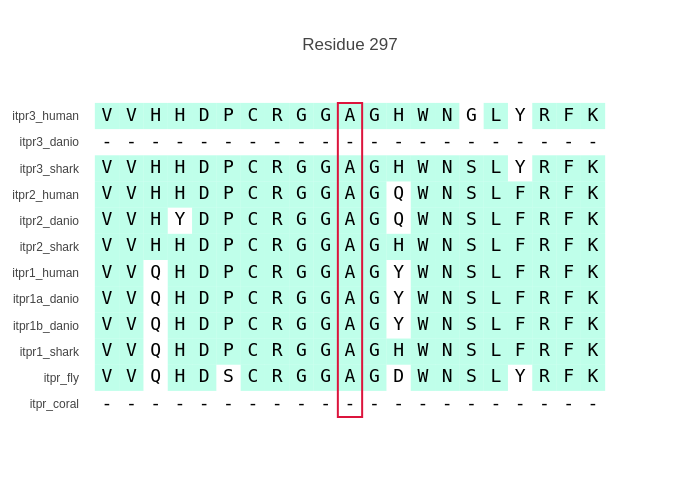 Residue 297
itpr3_human V V H H D P C R G G A G H W N G L Y R F K
itpr3_danio - - - - - - - - - - - - - - - - - - - - -
itpr3_shark V V H H D P C R G G A G H W N S L Y R F K
itpr2_human V V H H D P C R G G A G Q W N S L F R F K
itpr2_danio V V H Y D P C R G G A G Q W N S L F R F K
itpr2_shark V V H H D P C R G G A G H W N S L F R F K
itpr1_human V V Q H D P C R G G A G Y W N S L F R F K
itpr1a_danio V V Q H D P C R G G A G Y W N S L F R F K
itpr1b_danio V V Q H D P C R G G A G Y W N S L F R F K
itpr1_shark V V Q H D P C R G G A G H W N S L F R F K
itpr_fly V V Q H D S C R G G A G D W N S L Y R F K
itpr_coral - - - - - - - - - - - - - - - - - - - - -